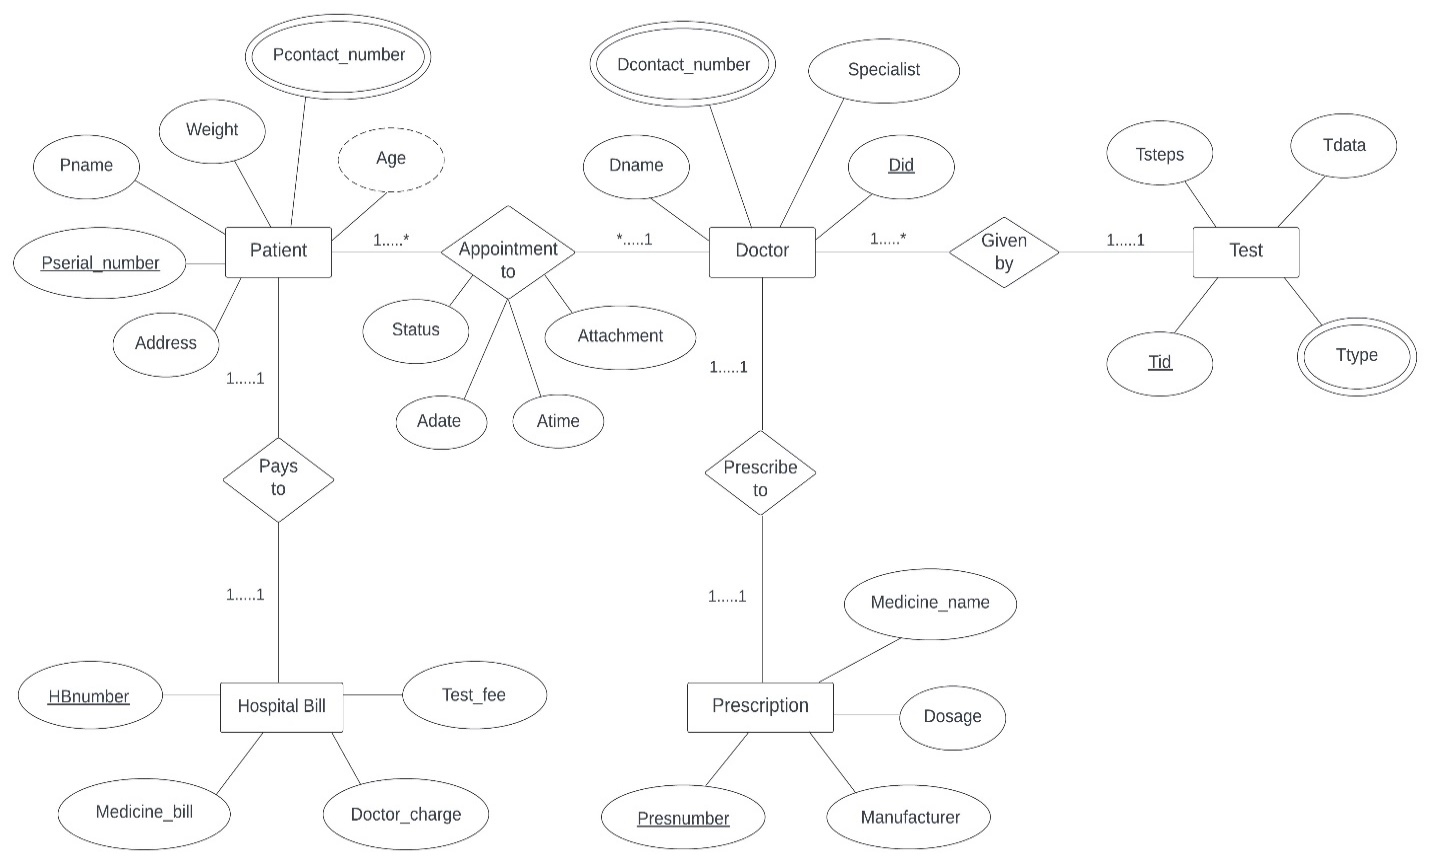 Pcontact_number
Dcontact_number
Specialist
Weight
Age
Pname
Dname
Did
Tsteps
Tdata
Patient
1.....*
Appointment
to
*.....1
Doctor
1.....*
Given
by
1.....1
Test
Pserial_number
Address
Status
Attachment
Tid
Ttype
1.....1
1.....1
Adate
Atime
Pays
to
Prescribe
to
1.....1
1.....1
Medicine_name
HBnumber
Hospital Bill
Test_fee
Prescription
Dosage
Medicine_bill
Doctor_charge
Presnumber
Manufacturer